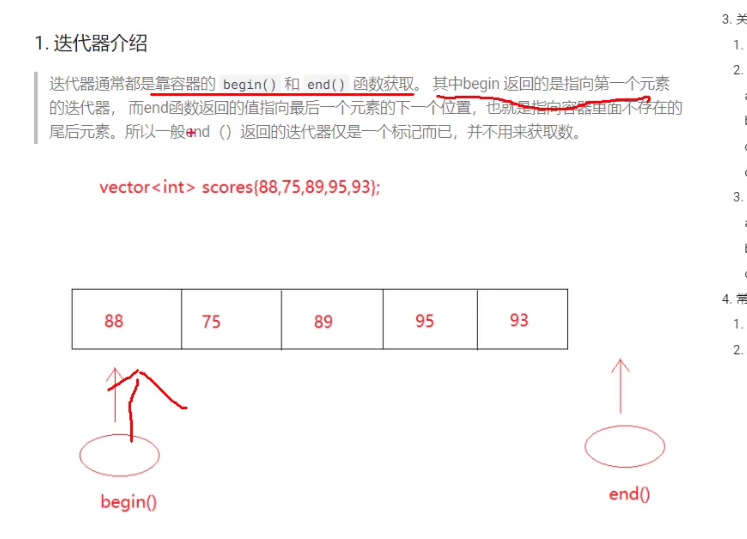 1. 迭代器介绍
迭代器通常都是靠容器的 begin() 和 end() 函数获取。 其中begin 返回的是指向第一个元素
的迭代器， 而end函数返回的值指向最后一个元素的下一个位置，也就是指向容器里面不存在的
尾后元素。所以一般end（）返回的迭代器仅是一个标记而已，并不用来获取数。
vector<int> scores{88,75,89,95,93};
88 75 89 95 93
begin()
end()
3. 关
1.
2.
a
b
c
3.
a
b
c
4. 常
1.
2.